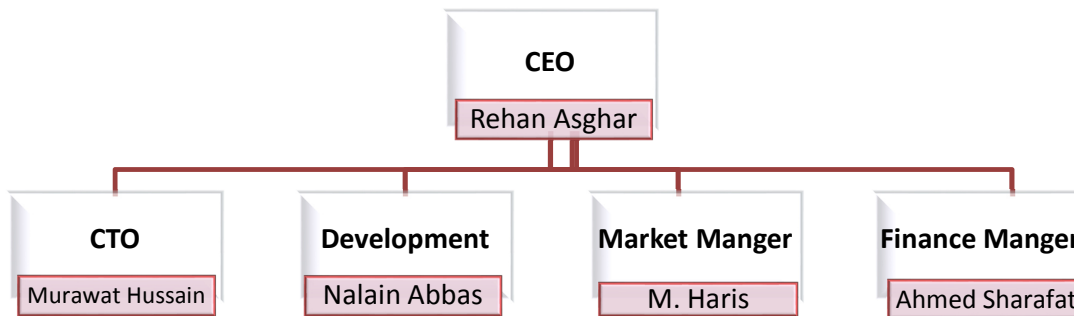 CEO
Rehan Asghar
CTO
Murawat Hussain
Development
Nalain Abbas
Market Manger
M. Haris
Finance Manger
Ahmed Sharafat